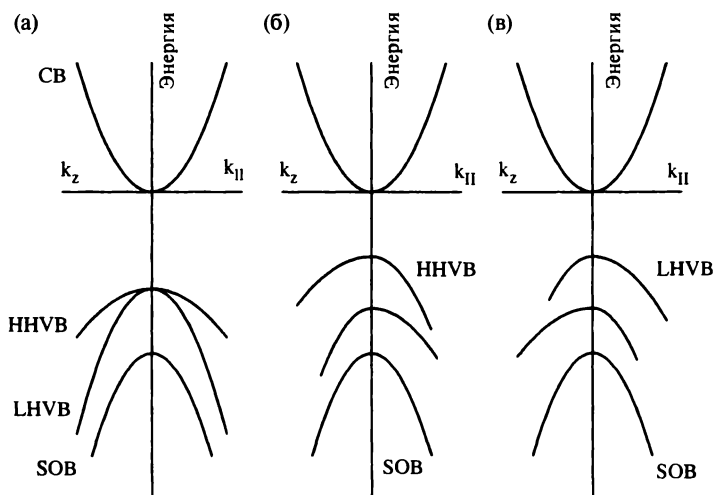 (а)
Энергия
CB
k_z
k_II
HHVB
LHVB
SOB
(б)
Энергия
k_z
k_II
HHVB
SOB
(в)
Энергия
k_z
k_II
LHVB
SOB